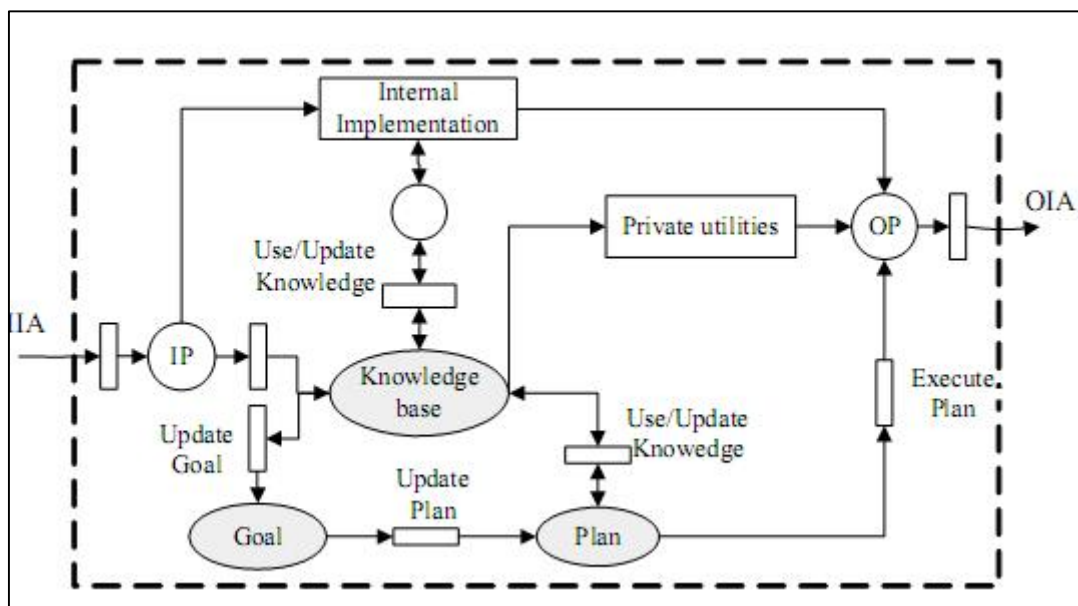 Internal
Implementation
OIA
Private utilities
OP
Use/Update
Knowledge
IIA
IP
Knowledge
base
Execute
Plan
Update
Goal
Use/Update
Knowedge
Update
Plan
Goal
Plan